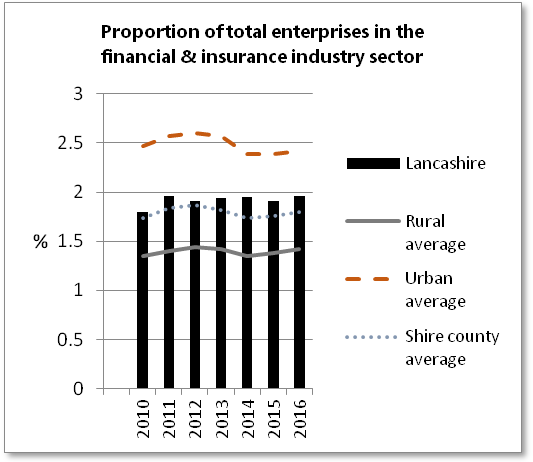 Proportion of total enterprises in the
financial & insurance industry sector
3
2.5
2
1.5
1
0.5
0
%
2010
2011
2012
2013
2014
2015
2016
Lancashire
Rural
average
Urban
average
Shire county
average